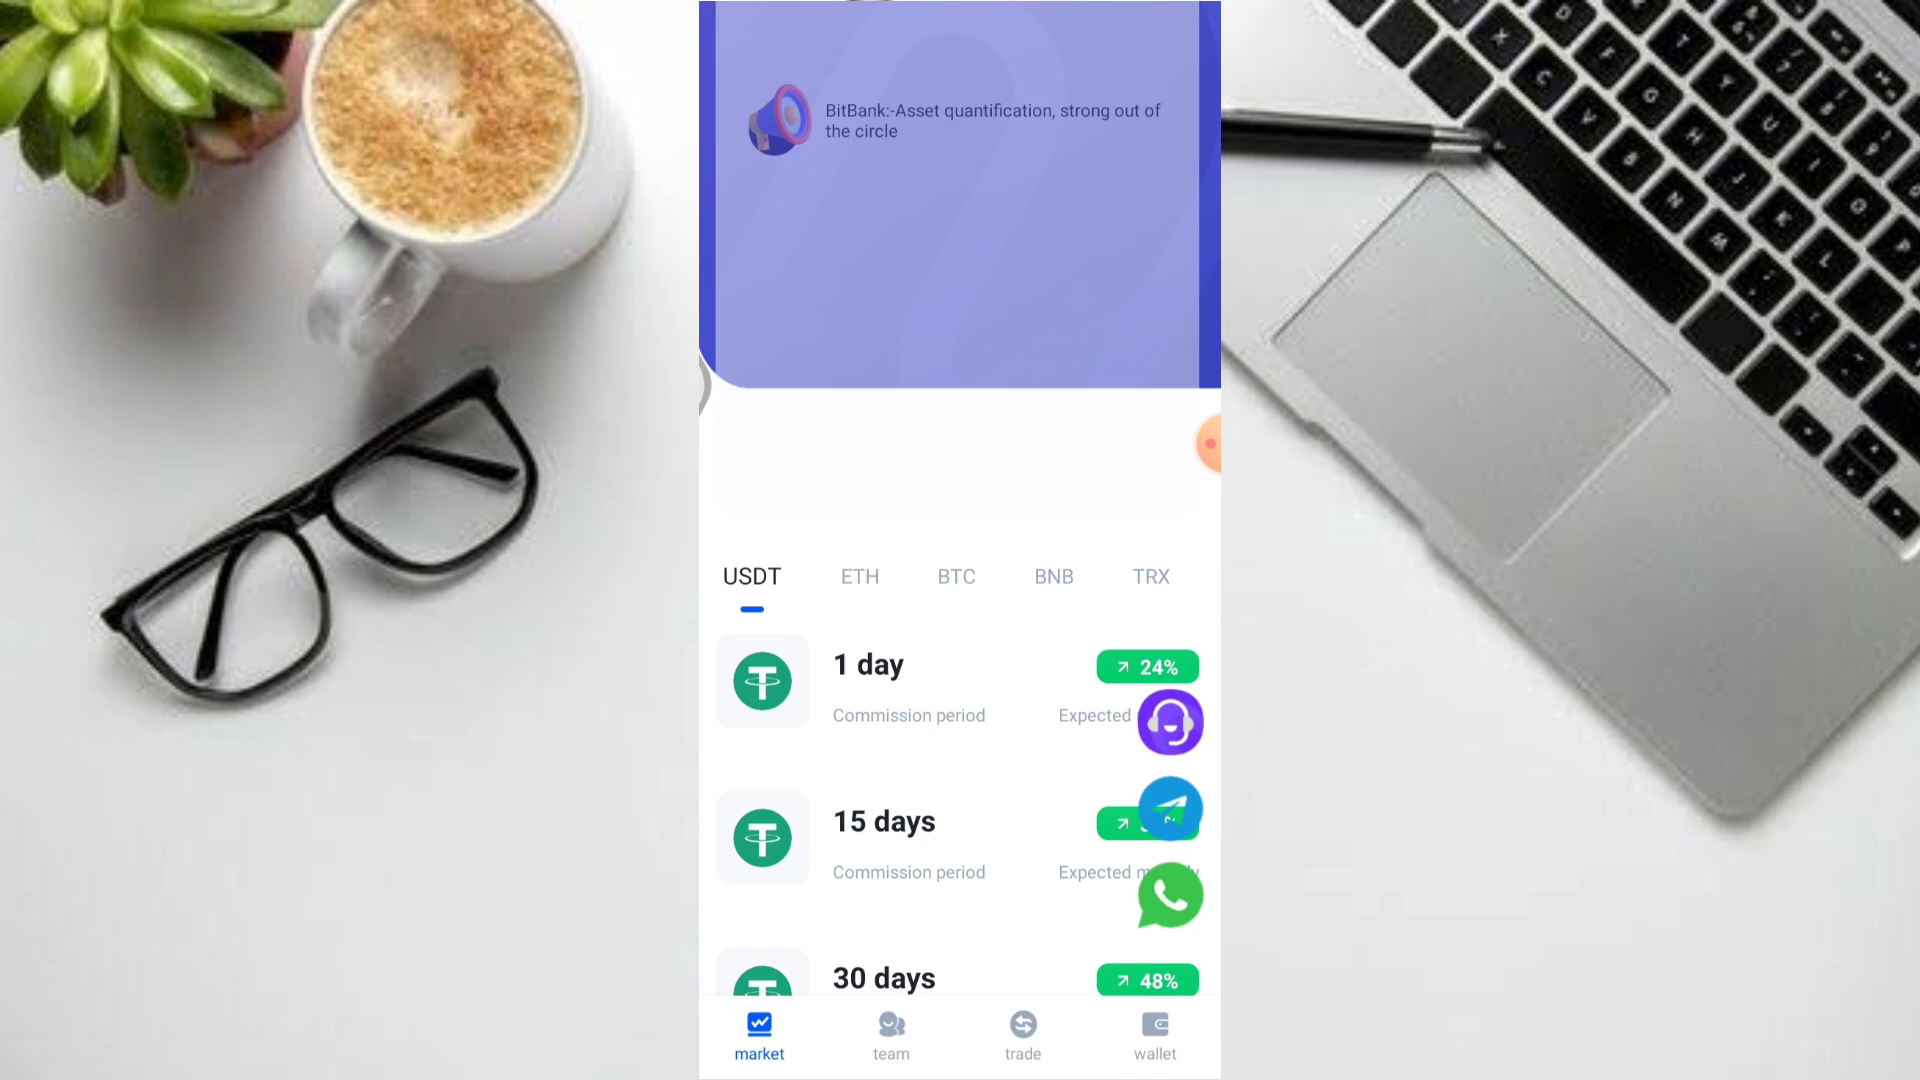 BitBank:-Asset quantification, strong out of
the circle
USDT ETH BTC BNB TRX
1 day 24%
Commission period Expected
15 days
Commission period Expected
30 days 48%
market team trade wallet